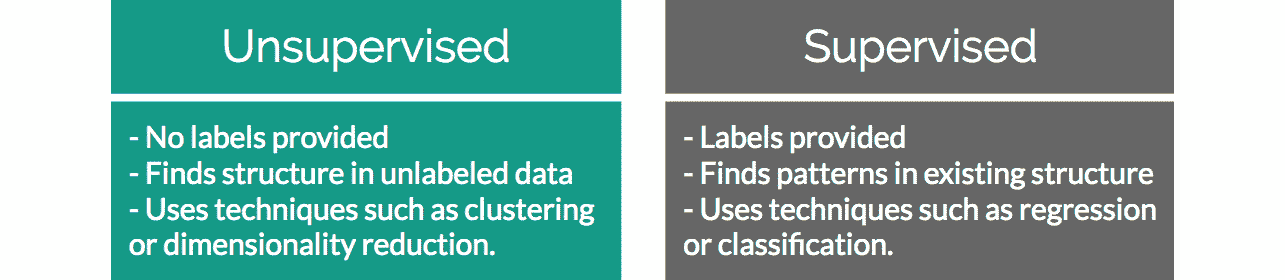 Unsupervised
- No labels provided
- Finds structure in unlabeled data
- Uses techniques such as clustering
or dimensionality reduction.
Supervised
- Labels provided
- Finds patterns in existing structure
- Uses techniques such as regression
or classification.